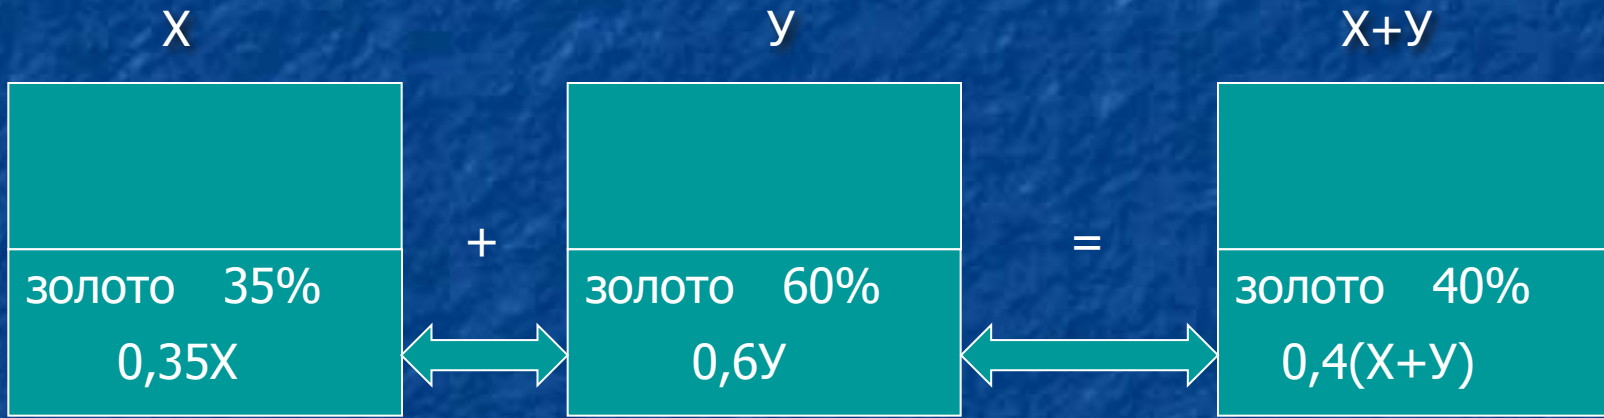 Х У Х+У
+ =
золото 35% золото 60% золото 40%
0,35Х 0,6У 0,4(Х+У)